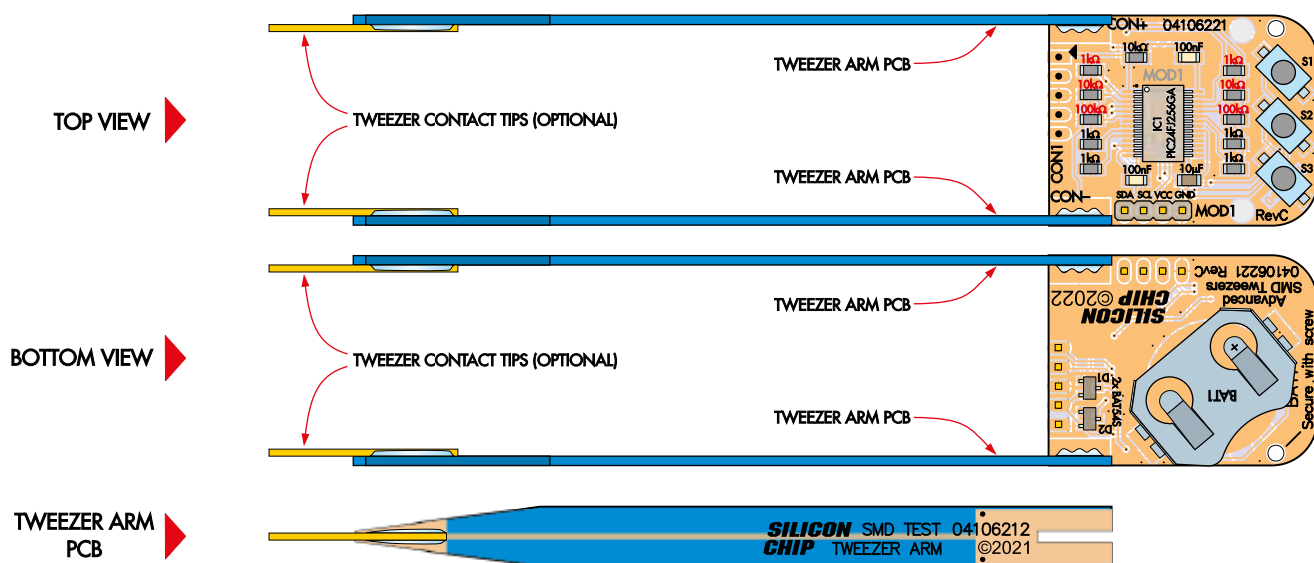 TOP VIEW
TWEEZER ARM PCB
TWEEZER CONTACT TIPS (OPTIONAL)
TWEEZER ARM PCB
CON+ 04106221
10kΩ 100nF
1kΩ 1kΩ
MOD1
10kΩ 10kΩ
100kΩ 100kΩ
IC1
PIC24FJ256GA
1kΩ 1kΩ
1kΩ 1kΩ
100nF 10µF
S1
S2
S3
CON1
CON–
SDA SCL VCC GND
MOD1
RevC
BOTTOM VIEW
TWEEZER ARM PCB
TWEEZER CONTACT TIPS (OPTIONAL)
TWEEZER ARM PCB
04106221 RevC
SMD Tweezers
Advanced
SILICON
CHIP ©2022
D1
D2
2x BAT54S
BAT1
Secure with screw
TWEEZER ARM
PCB
SILICON SMD TEST 04106212
CHIP TWEEZER ARM ©2021